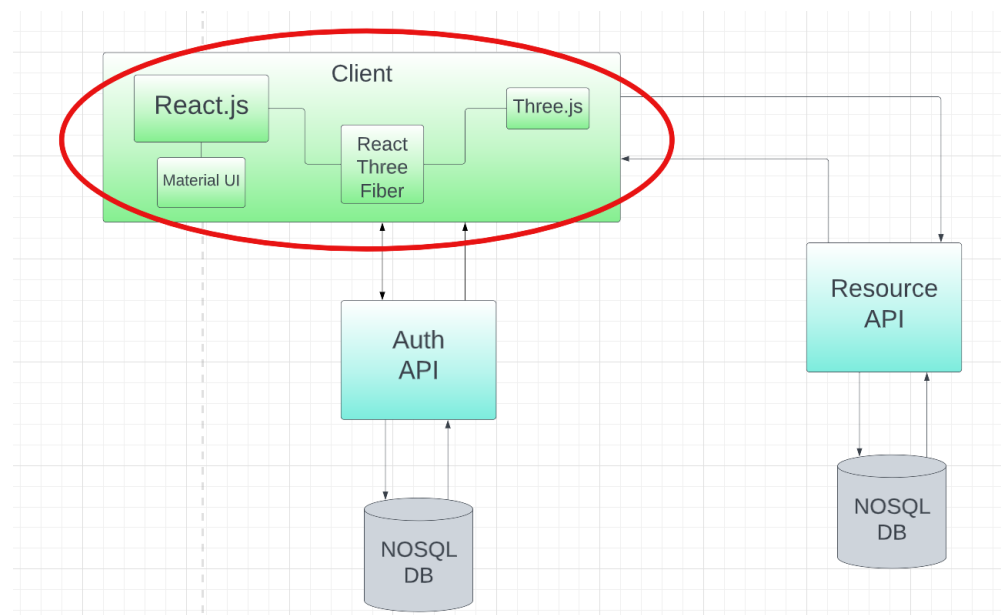 Client
React.js
Three.js
React
Three
Fiber
Material UI
Auth
API
Resource
API
NOSQL
DB
NOSQL
DB